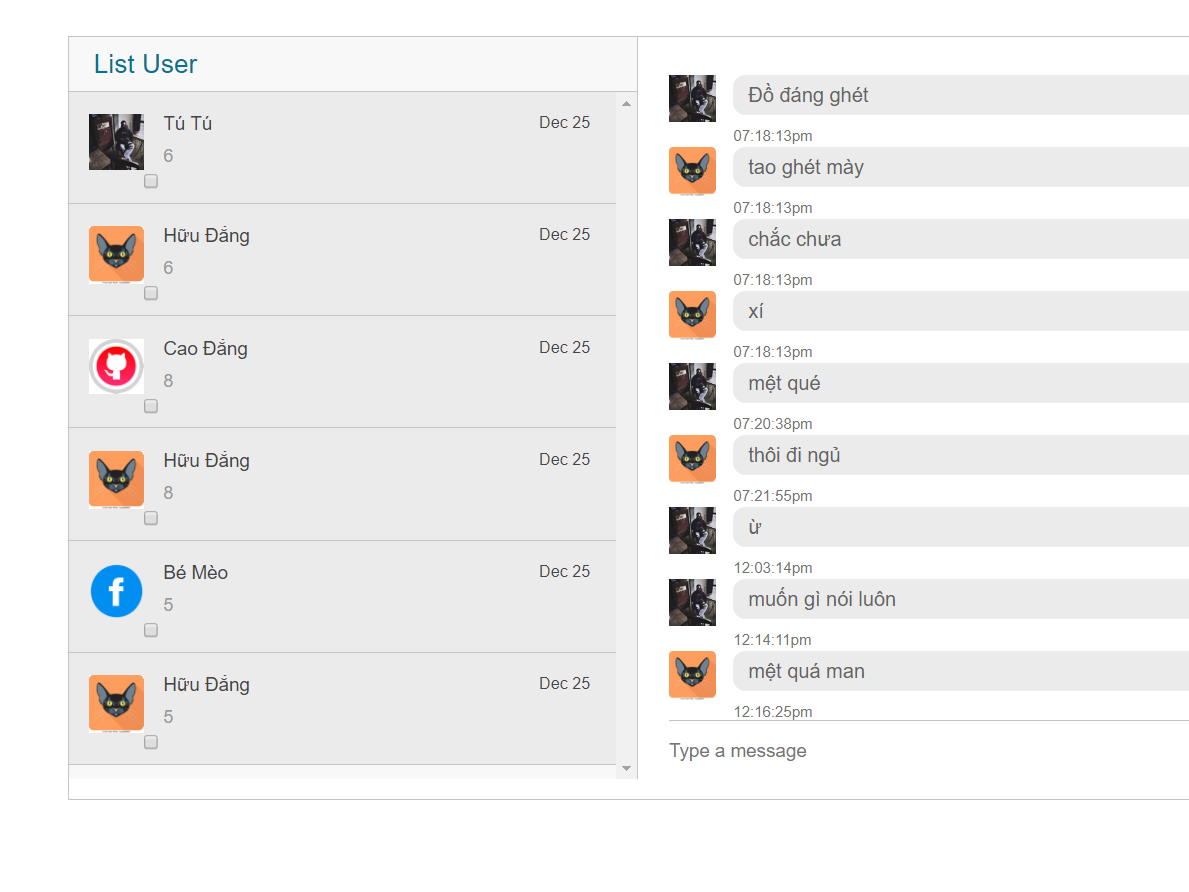 List User
Tú Tú
Dec 25
6
Hữu Đẳng
Dec 25
6
Cao Đẳng
Dec 25
8
Hữu Đẳng
Dec 25
8
Bé Mèo
Dec 25
5
Hữu Đẳng
Dec 25
5
Đồ đáng ghét
07:18:13pm
tao ghét mày
07:18:13pm
chắc chưa
07:18:13pm
xí
07:18:13pm
mệt qué
07:20:38pm
thôi đi ngủ
07:21:55pm
ừ
12:03:14pm
muốn gì nói luôn
12:14:11pm
mệt quá man
12:16:25pm
Type a message